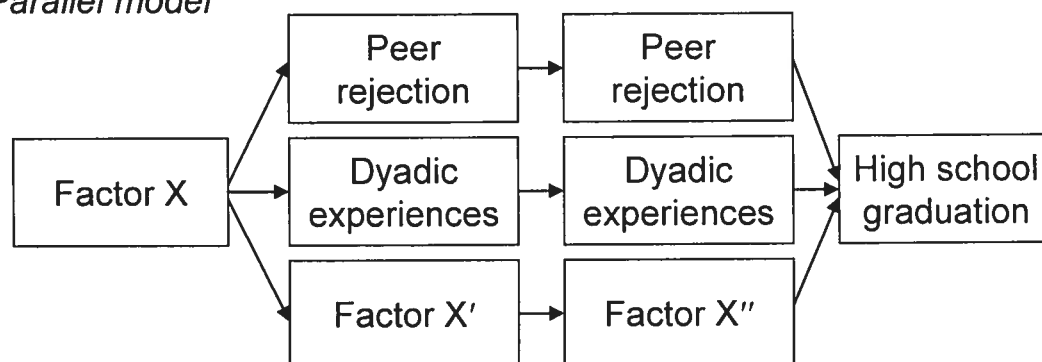 Parallel model
Peer
rejection
Peer
rejection
Factor X
Dyadic
experiences
Dyadic
experiences
High school
graduation
Factor X′
Factor X″